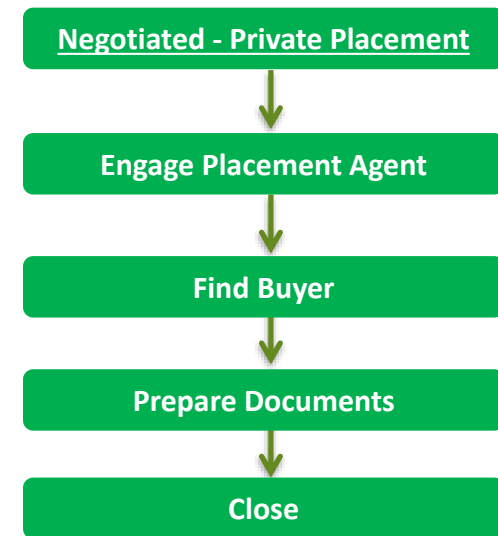 Negotiated - Private Placement
Engage Placement Agent
Find Buyer
Prepare Documents
Close